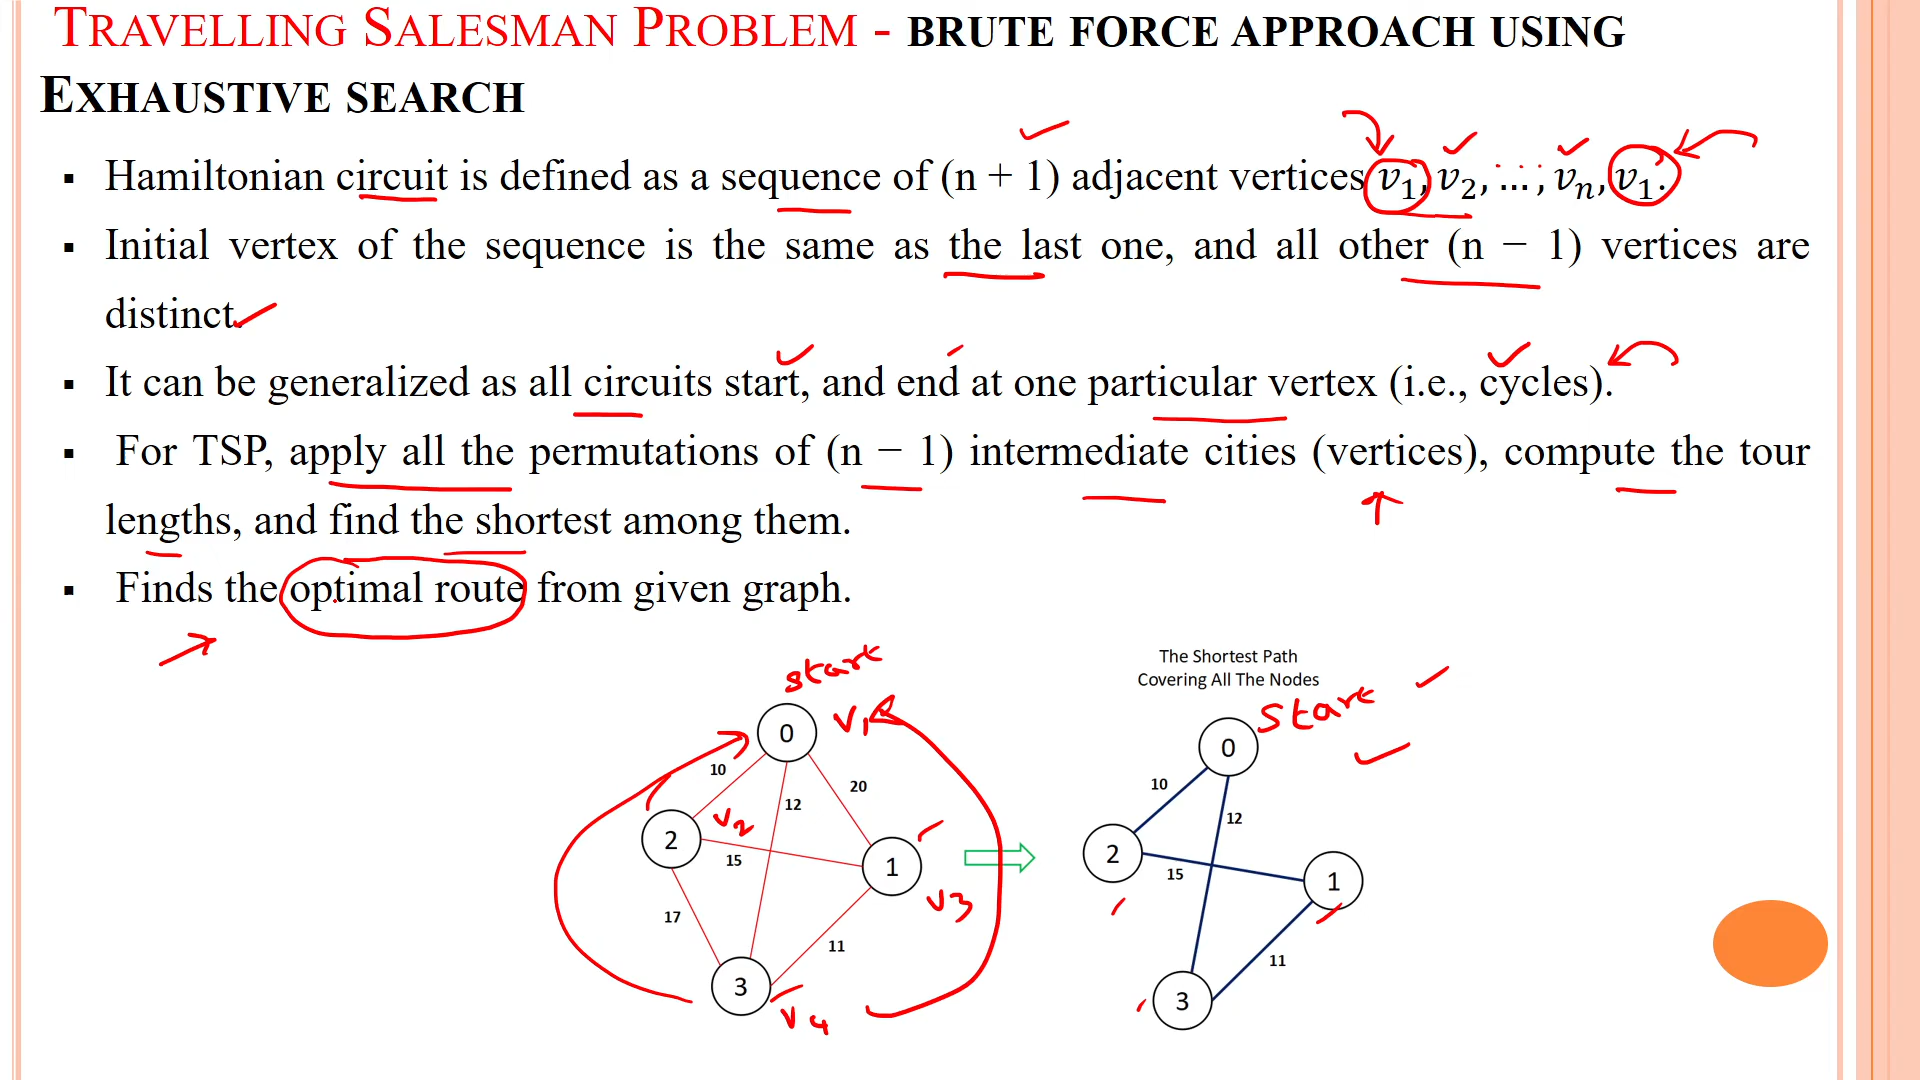 TRAVELLING SALESMAN PROBLEM - BRUTE FORCE APPROACH USING
EXHAUSTIVE SEARCH
▪ Hamiltonian circuit is defined as a sequence of (n + 1) adjacent vertices v₁, v₂, ..., vₙ, v₁.
▪ Initial vertex of the sequence is the same as the last one, and all other (n − 1) vertices are
distinct.
▪ It can be generalized as all circuits start, and end at one particular vertex (i.e., cycles).
▪ For TSP, apply all the permutations of (n − 1) intermediate cities (vertices), compute the tour
lengths, and find the shortest among them.
▪ Finds the optimal route from given graph.
start
0 V1
10
12
20
2 V2
15
1
V3
17
11
3
V4
The Shortest Path
Covering All The Nodes
Start
0
10
12
2
15
1
11
3